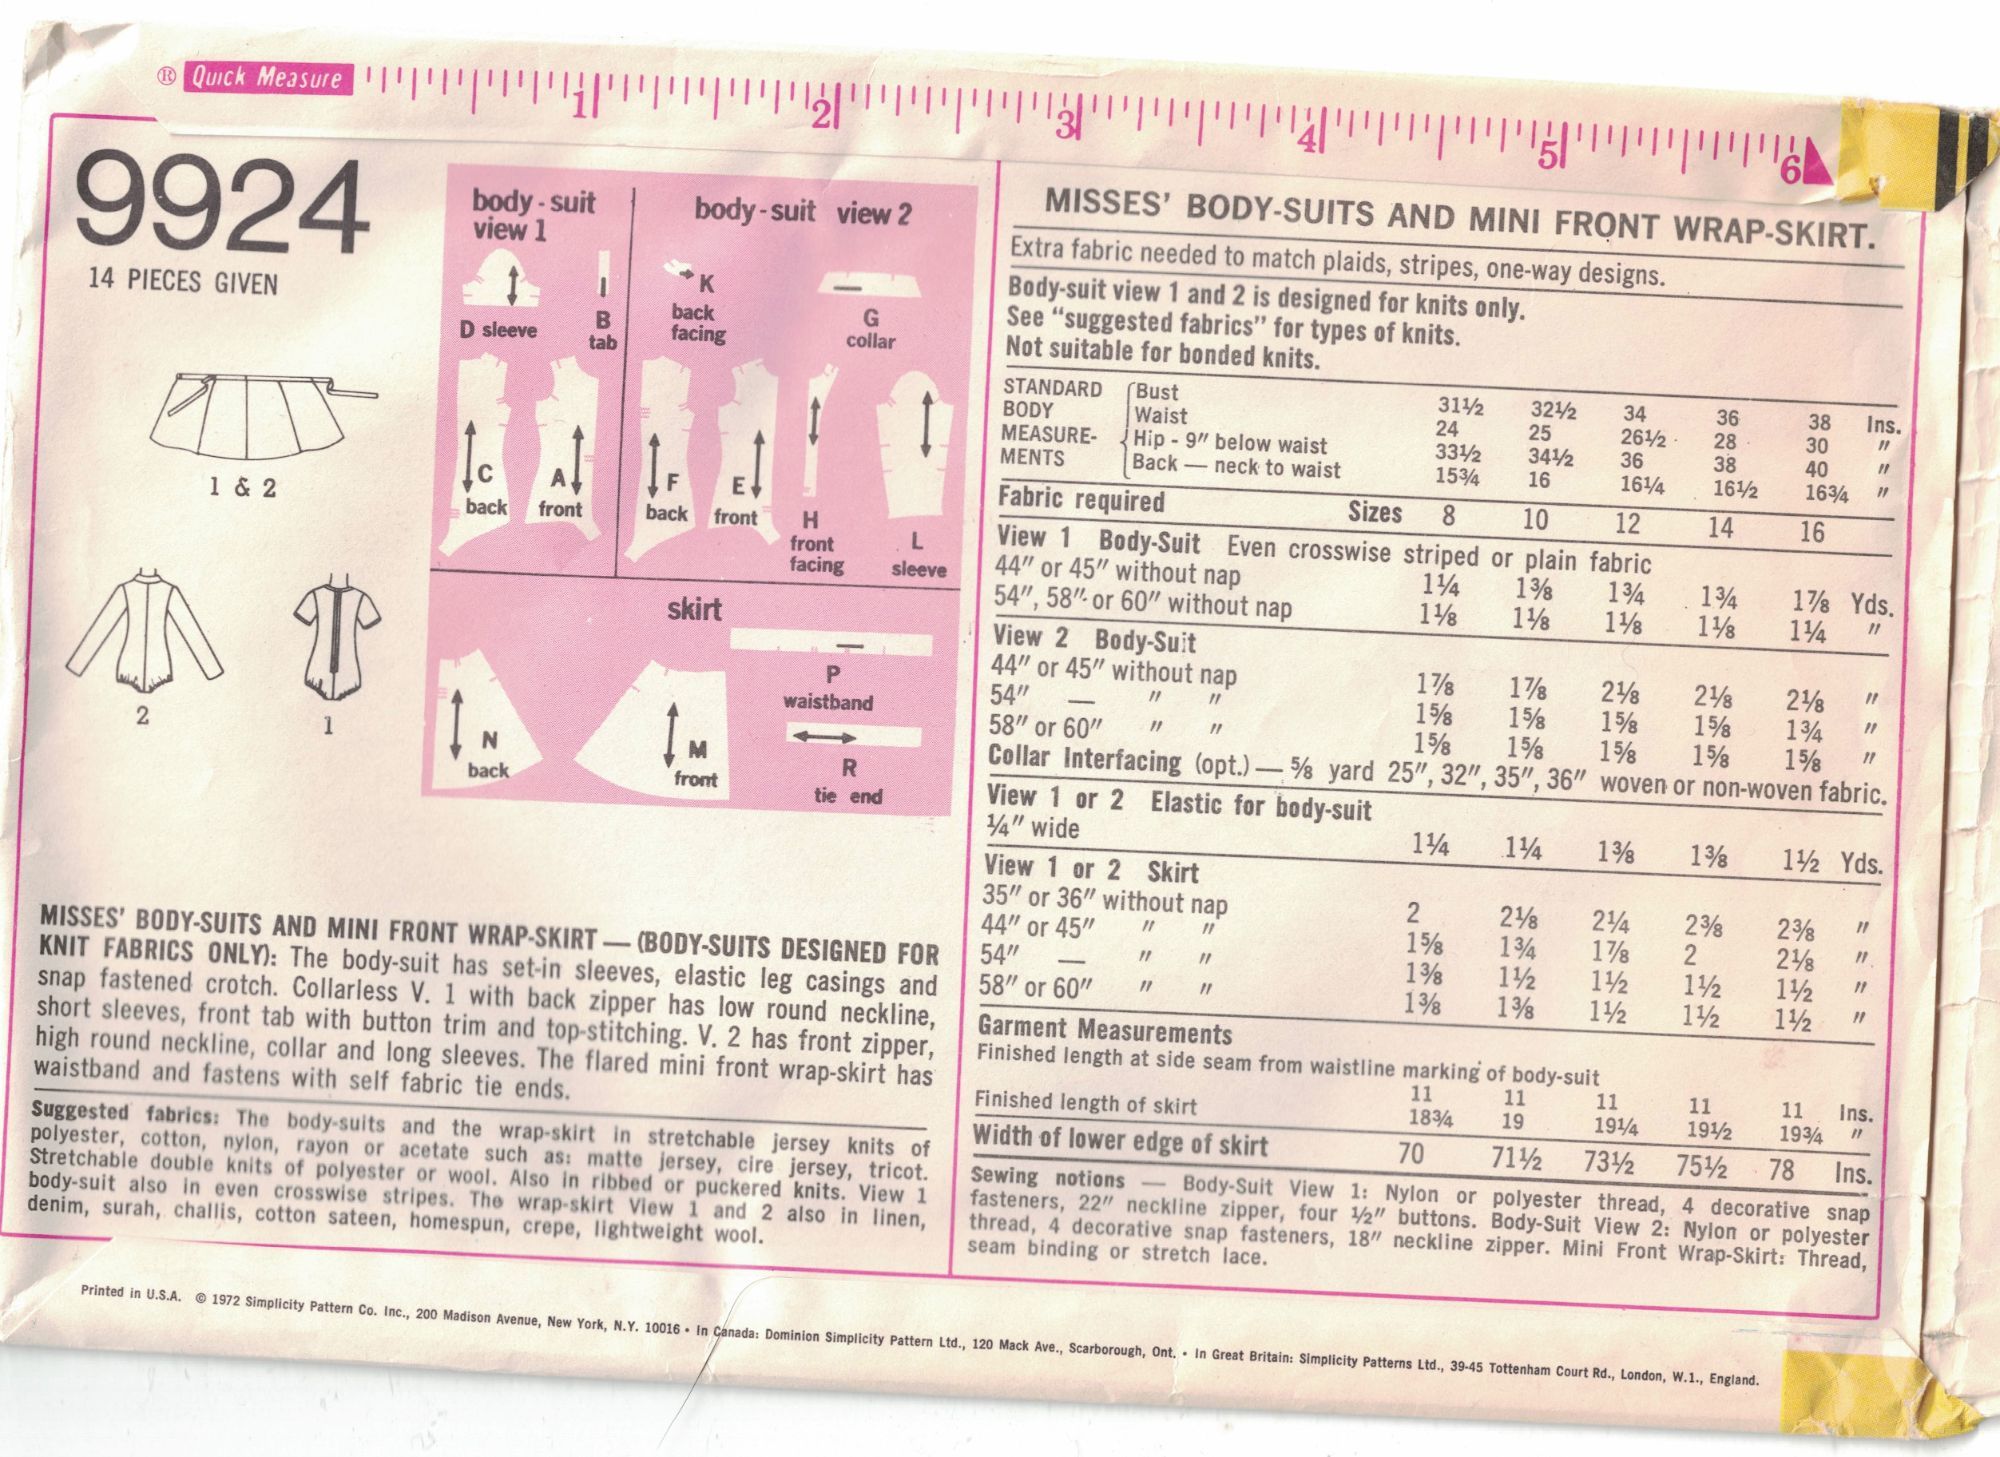 ® Quick Measure
1 2 3 4 5 6
9924
14 PIECES GIVEN
1 & 2
2
1
body-suit
view 1
D sleeve
B
tab
C
back
A
front
body-suit view 2
K
back
facing
G
collar
F
back
E
front
H
front
facing
L
sleeve
skirt
P
waistband
N
back
M
front
R
tie end
MISSES' BODY-SUITS AND MINI FRONT WRAP-SKIRT — (BODY-SUITS DESIGNED FOR
KNIT FABRICS ONLY): The body-suit has set-in sleeves, elastic leg casings and
snap fastened crotch. Collarless V. 1 with back zipper has low round neckline,
short sleeves, front tab with button trim and top-stitching. V. 2 has front zipper,
high round neckline, collar and long sleeves. The flared mini front wrap-skirt has
waistband and fastens with self fabric tie ends.
Suggested fabrics: The body-suits and the wrap-skirt in stretchable jersey knits of
polyester, cotton, nylon, rayon or acetate such as: matte jersey, cire jersey, tricot.
Stretchable double knits of polyester or wool. Also in ribbed or puckered knits. View 1
body-suit also in even crosswise stripes. The wrap-skirt View 1 and 2 also in linen,
denim, surah, challis, cotton sateen, homespun, crepe, lightweight wool.
MISSES' BODY-SUITS AND MINI FRONT WRAP-SKIRT.
Extra fabric needed to match plaids, stripes, one-way designs.
Body-suit view 1 and 2 is designed for knits only.
See "suggested fabrics" for types of knits.
Not suitable for bonded knits.
STANDARD BODY MEASURE-MENTS
Bust 31½ 32½ 34 36 38 Ins.
Waist 24 25 26½ 28 30 "
Hip - 9" below waist 33½ 34½ 36 38 40 "
Back — neck to waist 15¾ 16 16¼ 16½ 16¾ "
Fabric required Sizes 8 10 12 14 16
View 1 Body-Suit Even crosswise striped or plain fabric
44" or 45" without nap 1¼ 1⅜ 1¾ 1¾ 1⅞ Yds.
54", 58" or 60" without nap 1⅛ 1⅛ 1⅛ 1⅛ 1¼ "
View 2 Body-Suit
44" or 45" without nap 1⅞ 1⅞ 2⅛ 2⅛ 2⅛ "
54" — " " 1⅝ 1⅝ 1⅝ 1⅝ 1¾ "
58" or 60" " " 1⅝ 1⅝ 1⅝ 1⅝ 1⅝ "
Collar Interfacing (opt.) — ⅝ yard 25", 32", 35", 36" woven or non-woven fabric.
View 1 or 2 Elastic for body-suit
¼" wide 1¼ 1¼ 1⅜ 1⅜ 1½ Yds.
View 1 or 2 Skirt
35" or 36" without nap 2 2⅛ 2¼ 2⅜ 2⅜ "
44" or 45" " " 1⅝ 1¾ 1⅞ 2 2⅛ "
54" — " " 1⅜ 1½ 1½ 1½ 1½ "
58" or 60" " " 1⅜ 1⅜ 1½ 1½ 1½ "
Garment Measurements
Finished length at side seam from waistline marking of body-suit
11 11 11 11 11 Ins.
Finished length of skirt 18¾ 19 19¼ 19½ 19¾ "
Width of lower edge of skirt 70 71½ 73½ 75½ 78 Ins.
Sewing notions — Body-Suit View 1: Nylon or polyester thread, 4 decorative snap
fasteners, 22" neckline zipper, four ½" buttons. Body-Suit View 2: Nylon or polyester
thread, 4 decorative snap fasteners, 18" neckline zipper. Mini Front Wrap-Skirt: Thread,
seam binding or stretch lace.
Printed in U.S.A. © 1972 Simplicity Pattern Co. Inc., 200 Madison Avenue, New York, N.Y. 10016 • In Canada: Dominion Simplicity Pattern Ltd., 120 Mack Ave., Scarborough, Ont. • In Great Britain: Simplicity Patterns Ltd., 39-45 Tottenham Court Rd., London, W.1., England.